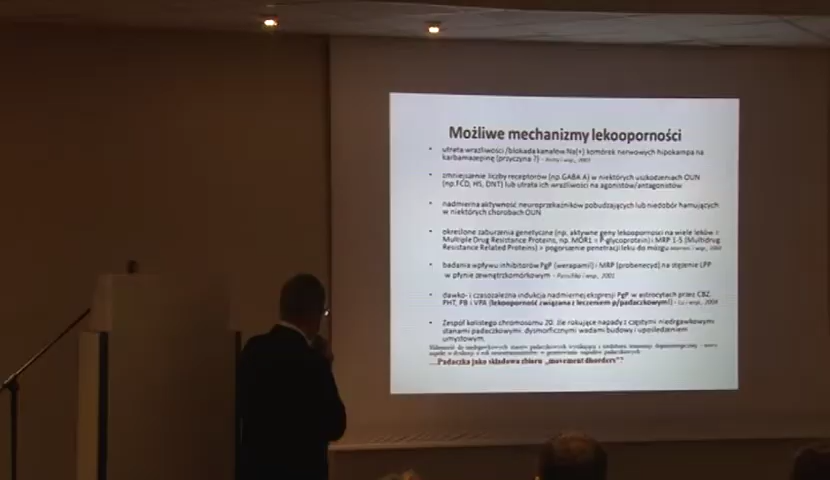 Możliwe mechanizmy lekooporności
• utrata wrażliwości /blokada kanałów Na(+) komórek nerwowych hipokampa na
karbamazepinę (przyczyna ?) -
• zmniejszenie liczby receptorów (np.GABA A) w niektórych uszkodzeniach OUN
(np.FCD, HS, DNT) lub utrata ich wrażliwości na agonistów/antagonistów
• nadmierna aktywność neuroprzekaźników pobudzających lub niedobór hamujących
w niektórych chorobach OUN
• określone zaburzenia genetyczne (np. aktywne geny lekooporności na wiele leków =
Multiple Drug Resistance Proteins, np. MDR1 = P-glycoprotein) i MRP 1-5 (Multidrug
Resistance Related Proteins) > pogorszenie penetracji leku do mózgu
• badania wpływu inhibitorów PgP (werapamil) i MRP (probenecyd) na stężenie LPP
w płynie zewnątrzkomórkowym - 2001
• dawko- i czasozależna indukcja nadmiernej ekspresji PgP w astrocytach przez CBZ,
PHT, PB i VPA (lekooporność związana z leczeniem p/padaczkowym!) - 2004
• Zespół kolistego chromosomu 20. źle rokujące napady z częstymi niedrgawkowymi
stanami padaczkowymi, dysmorficznymi wadami budowy i upośledzeniem
umysłowym.
...Padaczka jako składowa zbioru „movement disorders"?